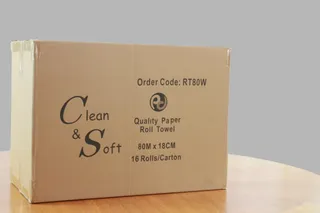 Order Code: RT80W
Clean
&
Soft
Quality Paper
Roll Towel
80M x 18CM
16 Rolls/Carton